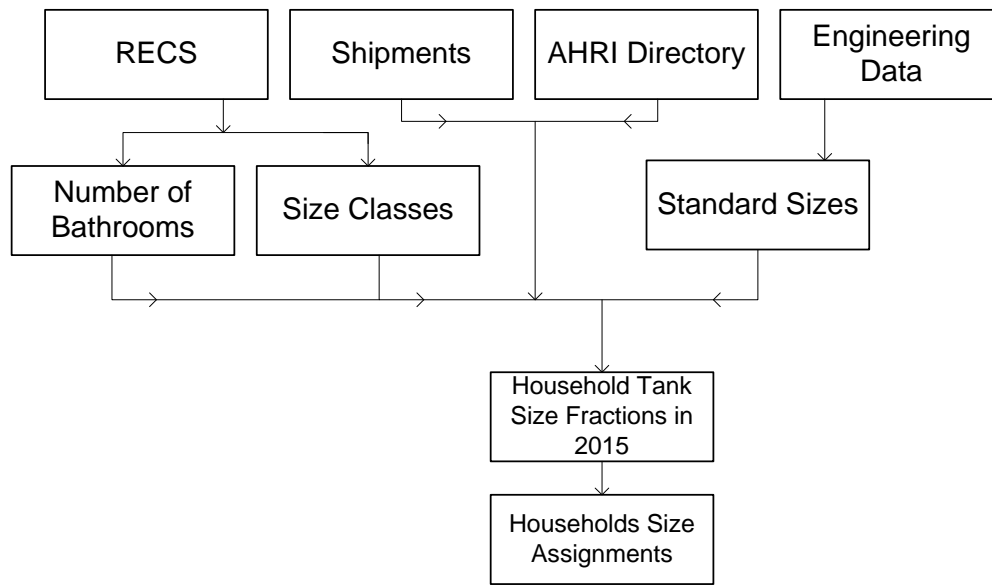 RECS
Shipments
AHRI Directory
Engineering
Data
Number of
Bathrooms
Size Classes
Standard Sizes
Household Tank
Size Fractions in
2015
Households Size
Assignments